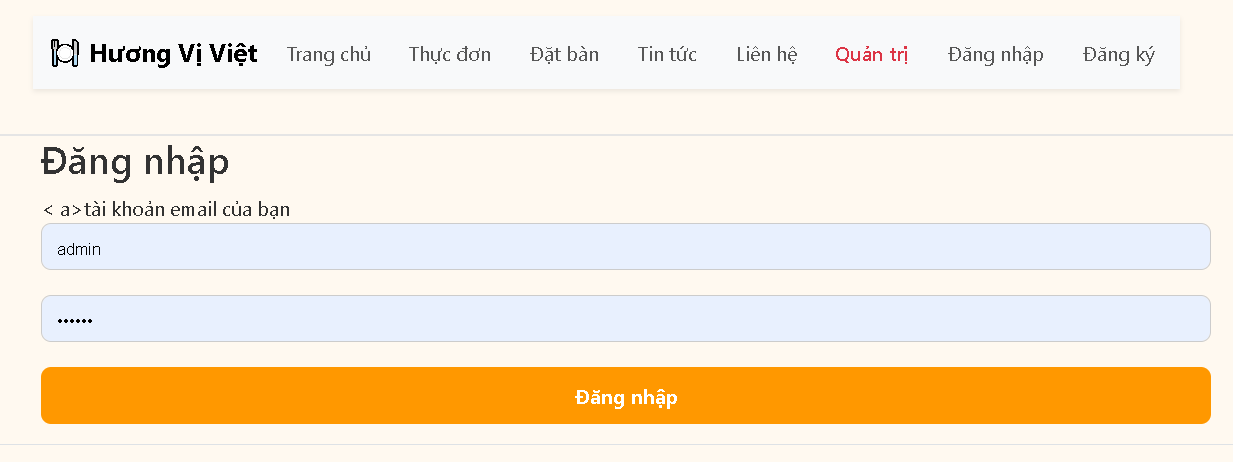 Hương Vị Việt Trang chủ Thực đơn Đặt bàn Tin tức Liên hệ Quản trị Đăng nhập Đăng ký
Đăng nhập
< a>tài khoản email của bạn
admin
••••••
Đăng nhập